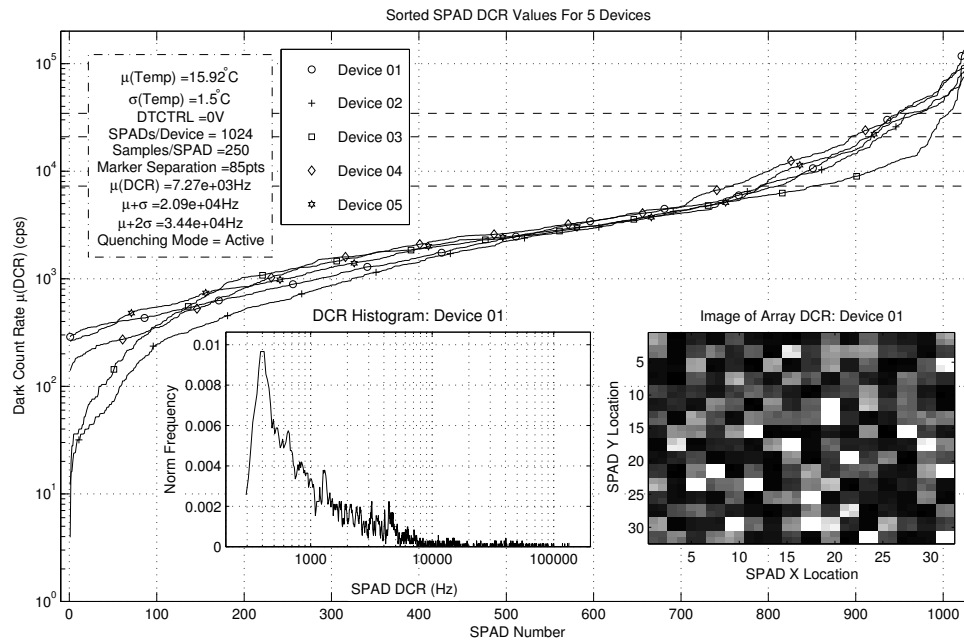 Sorted SPAD DCR Values For 5 Devices
Dark Count Rate μ(DCR) (cps)
10^5
10^4
10^3
10^2
10^1
10^0
μ(Temp) =15.92°C
σ(Temp) =1.5°C
DTCTRL =0V
SPADs/Device = 1024
Samples/SPAD =250
Marker Separation =85pts
μ(DCR) =7.27e+03Hz
μ+σ =2.09e+04Hz
μ+2σ =3.44e+04Hz
Quenching Mode = Active
Device 01
Device 02
Device 03
Device 04
Device 05
DCR Histogram: Device 01
Norm Frequency
0.01
0.008
0.006
0.004
0.002
0
1000 10000 100000
SPAD DCR (Hz)
Image of Array DCR: Device 01
SPAD Y Location
5
10
15
20
25
30
5 10 15 20 25 30
SPAD X Location
0 100 200 300 400 500 600 700 800 900 1000
SPAD Number